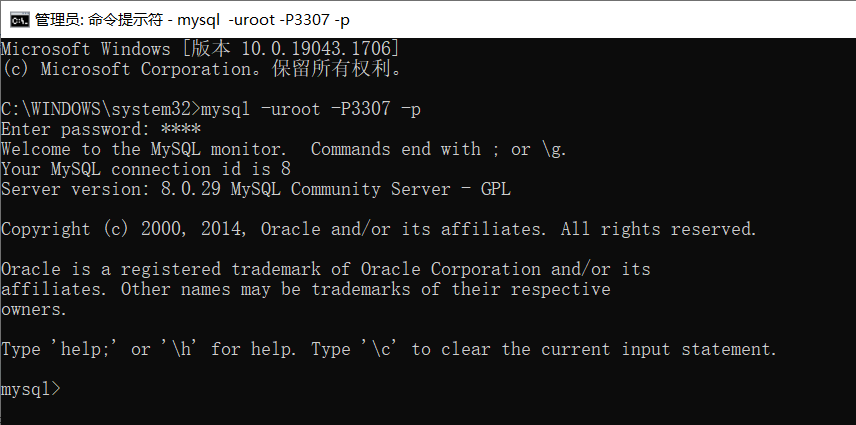 管理员: 命令提示符 - mysql  -uroot -P3307 -p
Microsoft Windows [版本 10.0.19043.1706]
(c) Microsoft Corporation。保留所有权利。
C:\WINDOWS\system32>mysql -uroot -P3307 -p
Enter password: ****
Welcome to the MySQL monitor.  Commands end with ; or \g.
Your MySQL connection id is 8
Server version: 8.0.29 MySQL Community Server - GPL
Copyright (c) 2000, 2014, Oracle and/or its affiliates. All rights reserved.
Oracle is a registered trademark of Oracle Corporation and/or its
affiliates. Other names may be trademarks of their respective
owners.
Type 'help;' or '\h' for help. Type '\c' to clear the current input statement.
mysql>